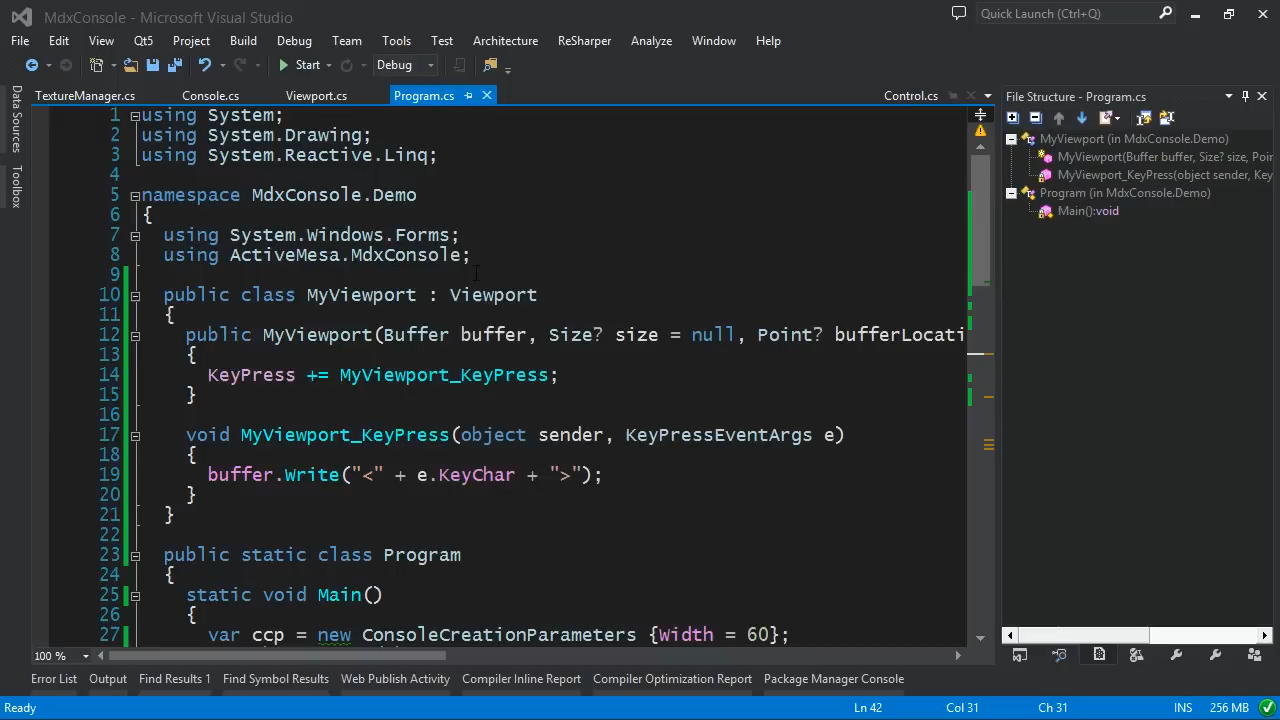 MdxConsole - Microsoft Visual Studio
Quick Launch (Ctrl+Q)
File Edit View Qt5 Project Build Debug Team Tools Test Architecture ReSharper Analyze Window Help
Start Debug
Data Sources
Toolbox
TextureManager.cs Console.cs Viewport.cs Program.cs Control.cs
1 using System;
2 using System.Drawing;
3 using System.Reactive.Linq;
4
5 namespace MdxConsole.Demo
6 {
7 using System.Windows.Forms;
8 using ActiveMesa.MdxConsole;
9
10 public class MyViewport : Viewport
11 {
12 public MyViewport(Buffer buffer, Size? size = null, Point? bufferLocati
13 {
14 KeyPress += MyViewport_KeyPress;
15 }
16
17 void MyViewport_KeyPress(object sender, KeyPressEventArgs e)
18 {
19 buffer.Write("<" + e.KeyChar + ">");
20 }
21 }
22
23 public static class Program
24 {
25 static void Main()
26 {
27 var ccp = new ConsoleCreationParameters {Width = 60};
100 %
File Structure - Program.cs
MyViewport (in MdxConsole.Demo)
MyViewport(Buffer buffer, Size? size, Poin
MyViewport_KeyPress(object sender, Key
Program (in MdxConsole.Demo)
Main():void
Error List Output Find Results 1 Find Symbol Results Web Publish Activity Compiler Inline Report Compiler Optimization Report Package Manager Console
Ready Ln 42 Col 31 Ch 31 INS 256 MB